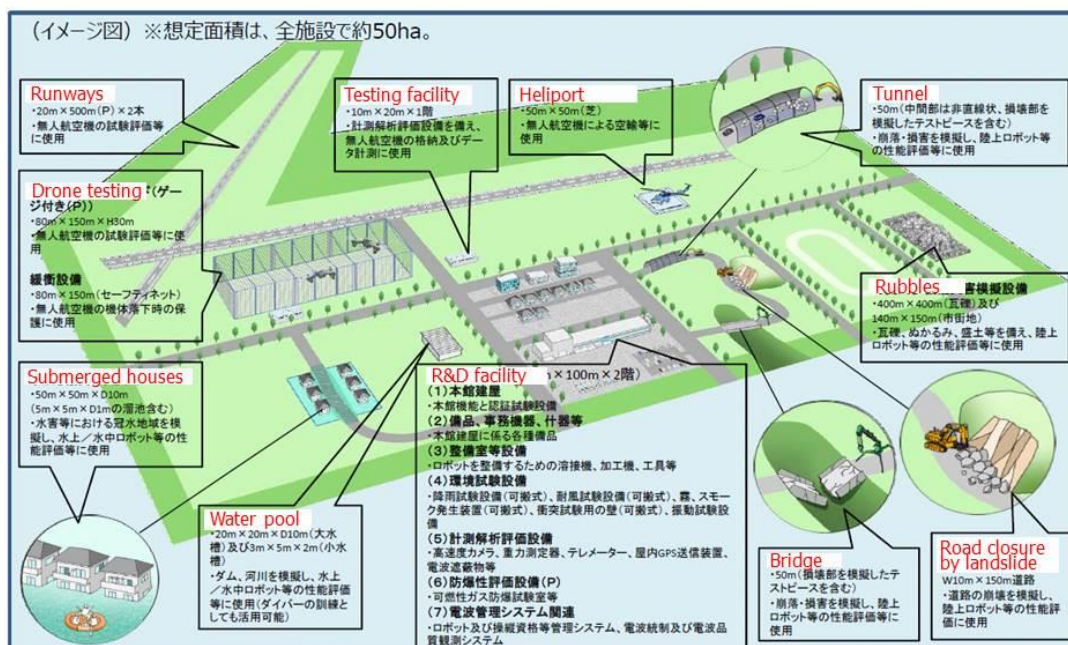 （イメージ図）※想定面積は、全施設で約50ha。
Runways
・20m×500m（P）×2本
・無人航空機の試験評価等
に使用
Testing facility
・10m×20m×1階
・計測解析評価設備を備え、
無人航空機の格納及びデー
タ計測に使用
Heliport
・50m×50m（芝）
・無人航空機による空輸等に
使用
Tunnel
・50m（中間部は非直線状、損壊部を
模擬したテストピースを含む）
・崩落・損害を模擬し、陸上ロボット等
の性能評価等に使用
Drone testing
（ゲー
ジ付き（P））
・80m×150m×H30m
・無人航空機の試験評価等に使
用
緩衝設備
・80m×150m（セーフティネット）
・無人航空機の機体落下時の保
護に使用
Rubbles
害模擬設備
・400m×400m（瓦礫）及び
140m×150m（市街地）
・瓦礫、ぬかるみ、盛土等を備え、陸上
ロボット等の性能評価等に使用
Submerged houses
・50m×50m×D10m
（5m×5m×D1mの溜池含む）
・水害等における冠水地域を模
擬し、水上／水中ロボット等の性
能評価等に使用
Water pool
・20m×20m×D10m（大水
槽）及び3m×5m×2m（小水
槽）
・ダム、河川を模擬し、水上
／水中ロボット等の性能評価
等に使用（ダイバーの訓練と
しても活用可能）
R&D facility
m×100m×2階）
（1）本館建屋
・本館機能と認証試験設備
（2）備品、事務機器、什器等
・本館建屋に係る各種備品
（3）整備室等設備
・ロボットを整備するための溶接機、加工機、工具等
（4）環境試験設備
・降雨試験設備（可搬式）、耐風試験設備（可搬式）、霧、スモー
ク発生装置（可搬式）、衝突試験用の壁（可搬式）、振動試験設
備
（5）計測解析評価設備
・高速度カメラ、重力測定器、テレメーター、屋内GPS送信装置、
電波遮蔽物等
（6）防爆性評価設備（P）
・可燃性ガス防爆試験室等
（7）電波管理システム関連
・ロボット及び操縦資格等管理システム、電波統制及び電波品
質観測システム
Bridge
・50m（損壊部を模擬したテ
ストピースを含む）
・崩落・損害を模擬し、陸上ロ
ボット等の性能評価等に
使用
Road closure
by landslide
W10m×150m道路
・道路の崩壊を模擬し、
陸上ロボット等の性能評
価に使用